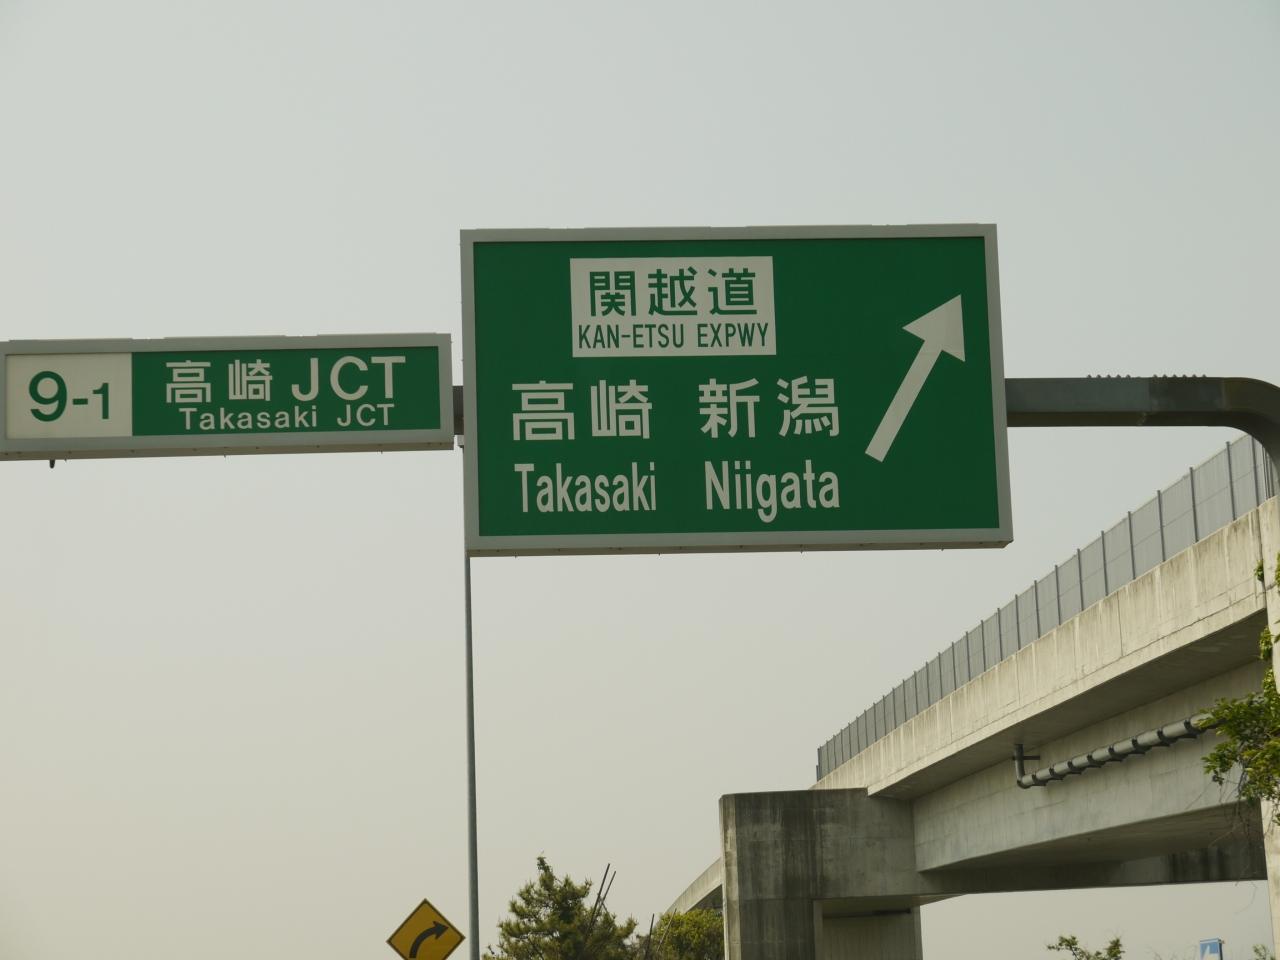 9-1
高崎 JCT
Takasaki JCT
関越道
KAN-ETSU EXPWY
高崎 新潟
Takasaki Niigata